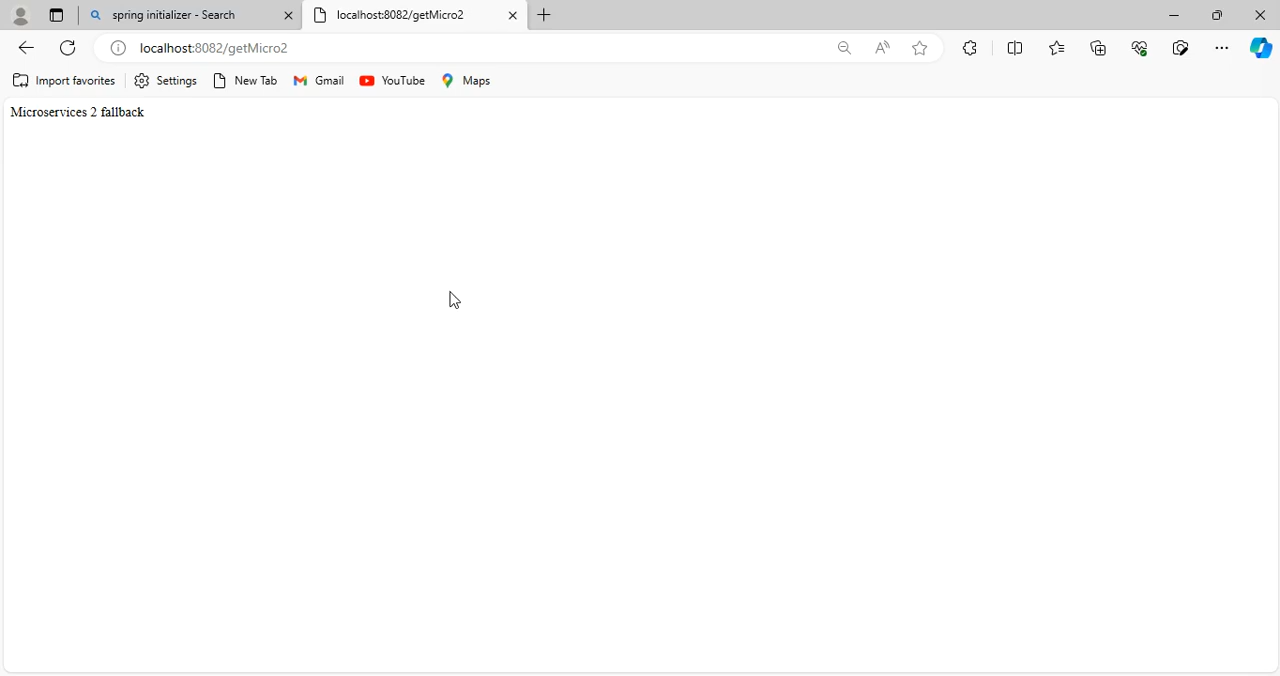 spring initializer - Search
localhost:8082/getMicro2
localhost:8082/getMicro2
Import favorites
Settings
New Tab
Gmail
YouTube
Maps
Microservices 2 fallback